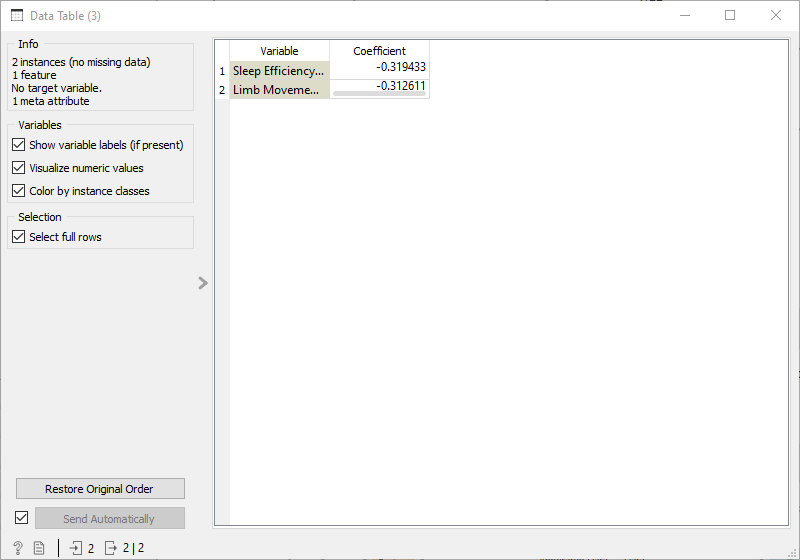 Data Table (3)
Info
2 instances (no missing data)
1 feature
No target variable.
1 meta attribute
Variables
Show variable labels (if present)
Visualize numeric values
Color by instance classes
Selection
Select full rows
Restore Original Order
Send Automatically
? 2 2 | 2
Variable Coefficient
1 Sleep Efficiency... -0.319433
2 Limb Moveme... -0.312611